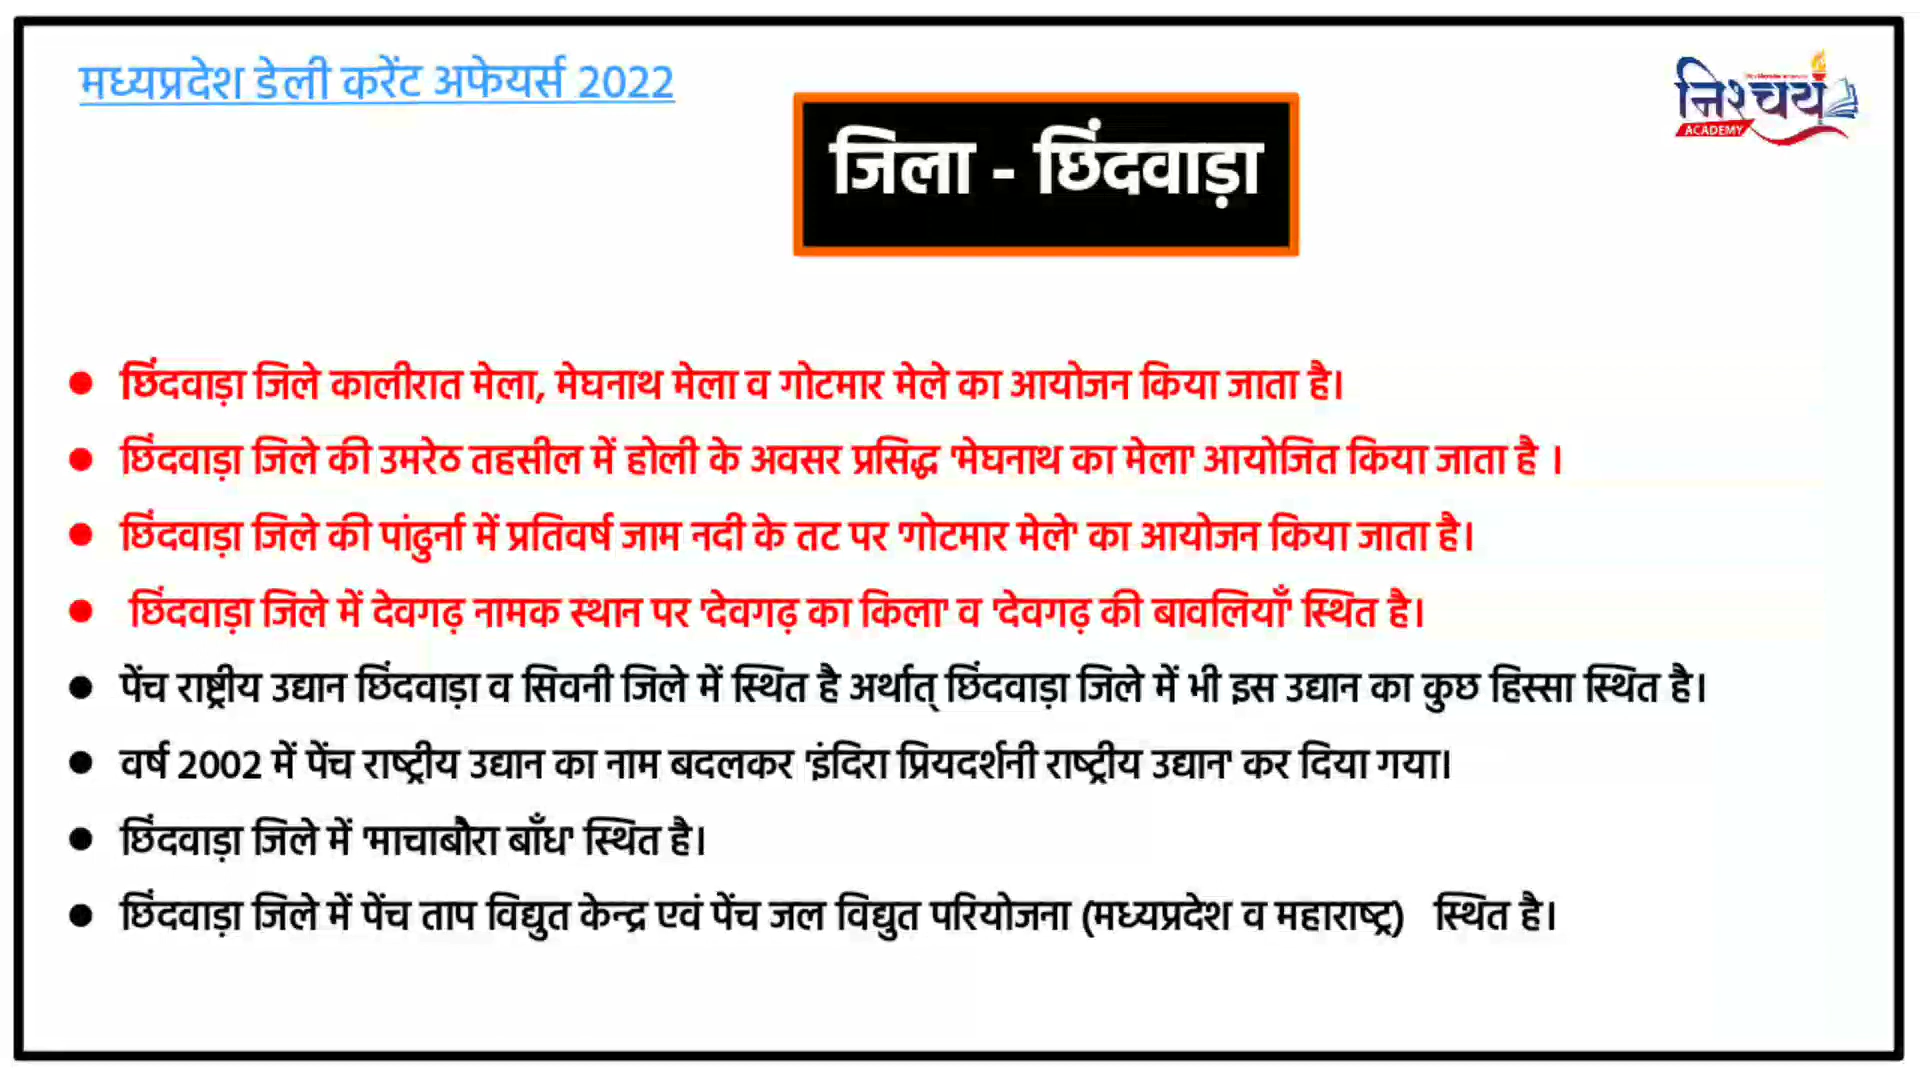 मध्यप्रदेश डेली करेंट अफेयर्स 2022
निश्चय
ACADEMY
जिला - छिंदवाड़ा
● छिंदवाड़ा जिले कालीरात मेला, मेघनाथ मेला व गोटमार मेले का आयोजन किया जाता है।
● छिंदवाड़ा जिले की उमरेठ तहसील में होली के अवसर प्रसिद्ध 'मेघनाथ का मेला' आयोजित किया जाता है ।
● छिंदवाड़ा जिले की पांढुर्ना में प्रतिवर्ष जाम नदी के तट पर 'गोटमार मेले' का आयोजन किया जाता है।
● छिंदवाड़ा जिले में देवगढ़ नामक स्थान पर 'देवगढ़ का किला' व 'देवगढ़ की बावलियाँ' स्थित है।
● पेंच राष्ट्रीय उद्यान छिंदवाड़ा व सिवनी जिले में स्थित है अर्थात् छिंदवाड़ा जिले में भी इस उद्यान का कुछ हिस्सा स्थित है।
● वर्ष 2002 में पेंच राष्ट्रीय उद्यान का नाम बदलकर 'इंदिरा प्रियदर्शनी राष्ट्रीय उद्यान' कर दिया गया।
● छिंदवाड़ा जिले में 'माचाबौरा बाँध' स्थित है।
● छिंदवाड़ा जिले में पेंच ताप विद्युत केन्द्र एवं पेंच जल विद्युत परियोजना (मध्यप्रदेश व महाराष्ट्र) स्थित है।